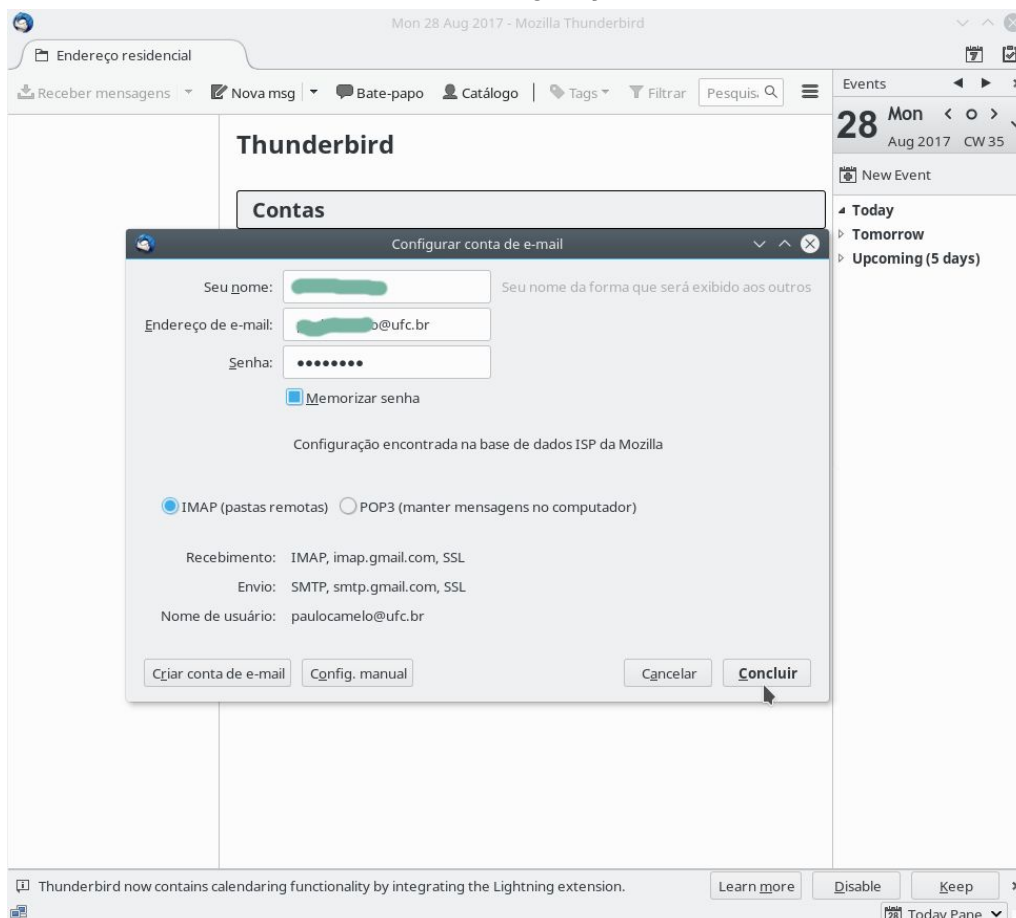 Mon 28 Aug 2017 - Mozilla Thunderbird
Endereço residencial
Receber mensagens Nova msg Bate-papo Catálogo Tags Filtrar Pesquis.
Events
28 Mon
Aug 2017 CW 35
New Event
Today
Tomorrow
Upcoming (5 days)
Thunderbird
Contas
Configurar conta de e-mail
Seu nome: Seu nome da forma que será exibido aos outros
Endereço de e-mail: o@ufc.br
Senha: ••••••••
Memorizar senha
Configuração encontrada na base de dados ISP da Mozilla
IMAP (pastas remotas) POP3 (manter mensagens no computador)
Recebimento: IMAP, imap.gmail.com, SSL
Envio: SMTP, smtp.gmail.com, SSL
Nome de usuário: paulocamelo@ufc.br
Criar conta de e-mail Config. manual Cancelar Concluir
Thunderbird now contains calendaring functionality by integrating the Lightning extension. Learn more Disable Keep
28 Today Pane